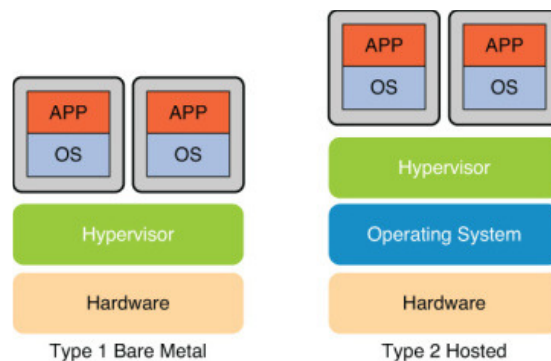 APP APP
OS OS
Hypervisor
Hardware
Type 1 Bare Metal
APP APP
OS OS
Hypervisor
Operating System
Hardware
Type 2 Hosted